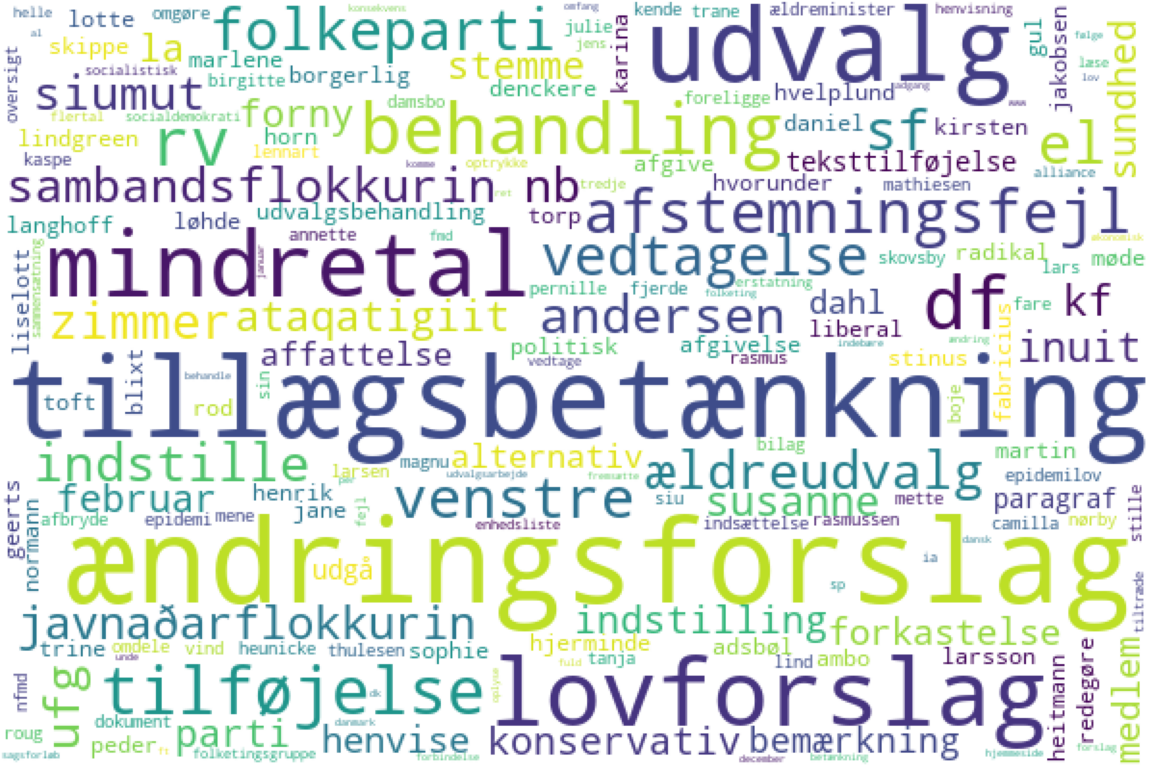 helle
omgøre
konsekvens
omfang
kende
trane
ældreminister
henvisning
følge
lotte
folkeparti
julie
jens
karina
udvalg
gul
jakobsen
al
skippe
la
marlene
stemme
læse
oversigt
socialistisk
birgitte
borgerlig
denckere
adgang
lov
siumut
damsbo
foreligge
hvelplund
www
sundhed
flertal
socialdemokrati
forny
behandling
daniel
sf
kirsten
el
lindgreen
rv
horn
lennart
kaspe
komme
optrykke
afgive
teksttilføjelse
alliance
sambandsflokkurin
nb
ret
tredje
hvorunder
mathiesen
langhoff
løhde
udvalgsbehandling
torp
afstemningsfejl
annette
fmd
økonomisk
mindretal
januar
vedtagelse
skovsby
radikal
møde
liselott
sammensætning
lars
pernille
fjerde
erstatning
folketing
df
fare
kf
zimmer
ataqatigiit
andersen
dahl
liberal
fabricius
affattelse
politisk
afgivelse
indebære
ændring
inuit
vedtage
rasmus
stinus
blixt
behandle
sin
tillægsbetænkning
toft
rod
boje
indstille
larsen
magnu
alternativ
bilag
martin
udvalgsarbejde
per
fremsætte
ældreudvalg
epidemilov
geerts
februar
henrik
venstre
siu
susanne
mette
paragraf
stille
normann
afbryde
epidemi
mene
jane
fejl
enhedsliste
indsættelse
rasmussen
camilla
nørby
ændringsforslag
dansk
udgå
ia
sp
tiltræde
javnaðarflokkurin
indstilling
forkastelse
trine
omdele
vind
heunicke
thulesen
sophie
hjerminde
adsbøl
unde
fuld
tanja
lind
ambo
larsson
medlem
nfmd
ufg
tilføjelse
dk
oplyse
lovforslag
heitmann
redegøre
roug
dokument
danmark
peder
parti
henvise
konservativ
bemærkning
forslag
sagsforløb
fs
folketingsgruppe
forbindelse
december
betænkning
hjemmeside